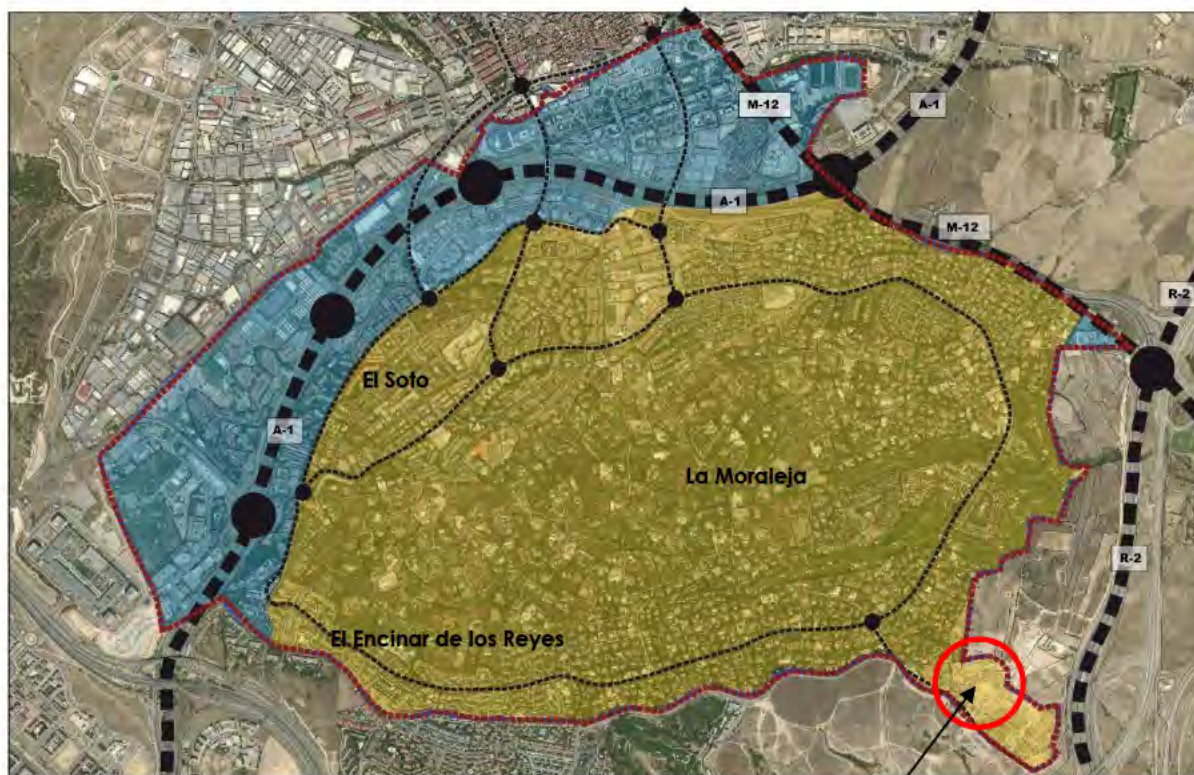 M-12
A-1
A-1
M-12
R-2
El Soto
A-1
La Moraleja
R-2
El Encinar de los Reyes